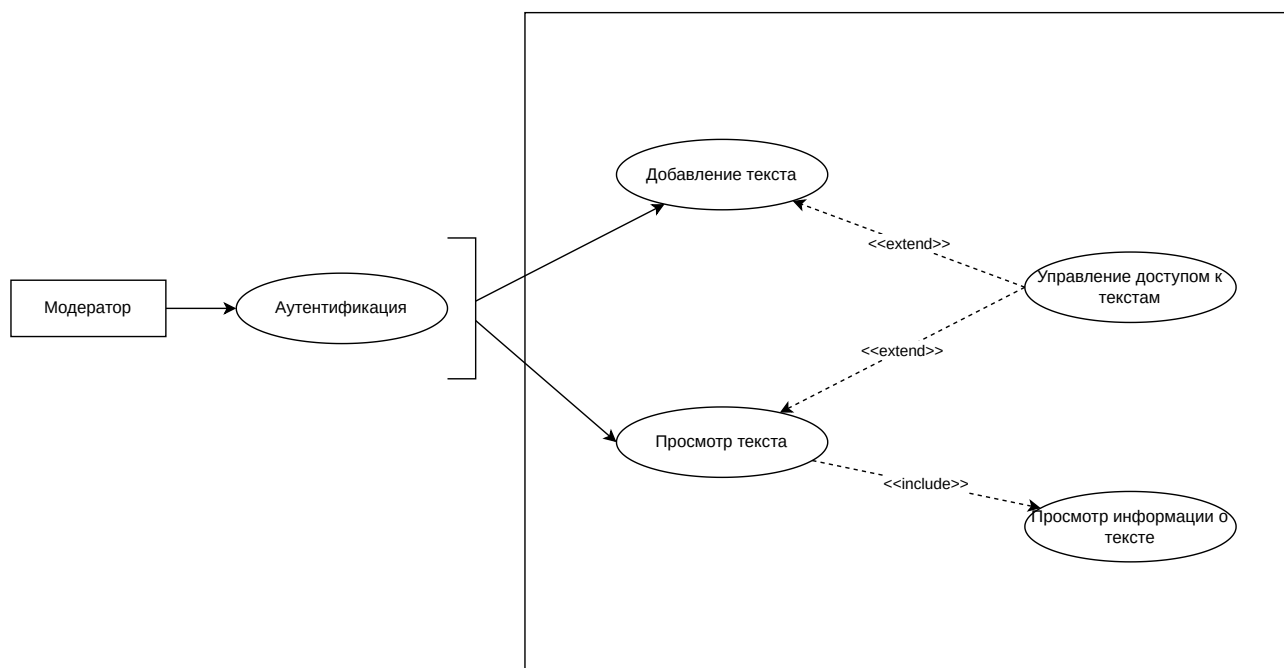 Добавление текста
<<extend>>
Управление доступом к
текстам
Модератор
Аутентификация
<<extend>>
Просмотр текста
<<include>>
Просмотр информации о
тексте